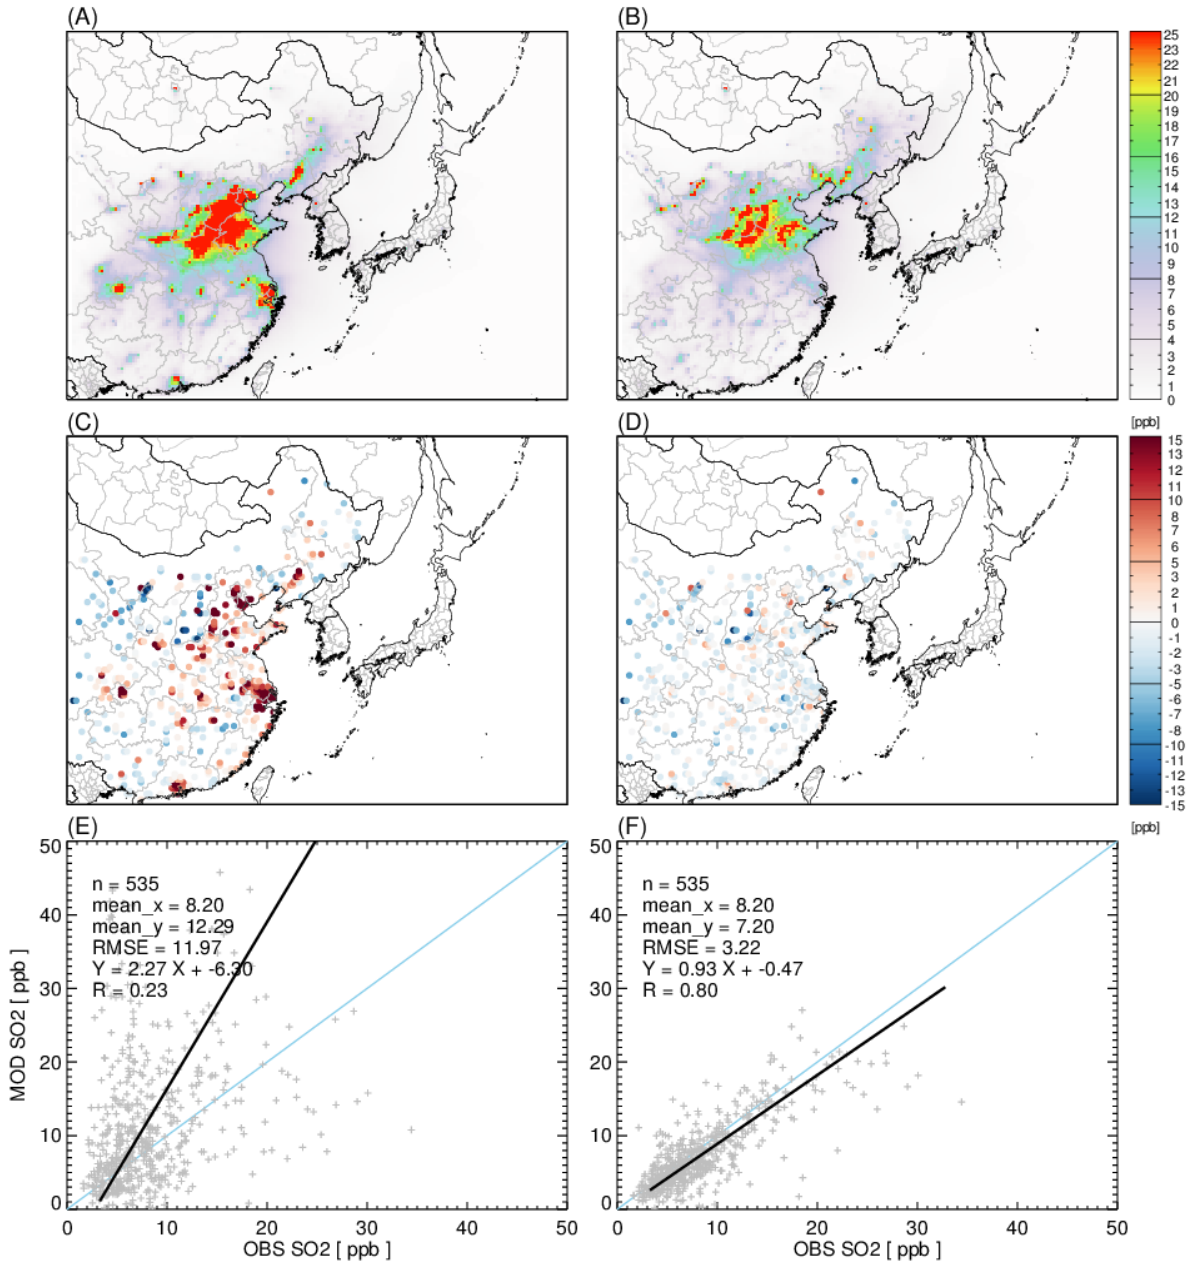 (A)
(B)
25
23
22
21
20
19
17
16
15
14
13
12
11
10
9
8
7
6
5
4
3
2
1
0
[ppb]
(C)
(D)
15
13
12
11
10
9
7
6
5
4
3
2
1
0
-1
-2
-3
-5
-6
-7
-8
-10
-11
-12
-13
-15
[ppb]
(E)
(F)
n = 535
mean_x = 8.20
mean_y = 12.29
RMSE = 11.97
Y = 2.27 X + -6.30
R = 0.23
50
40
30
20
10
0
MOD SO2 [ ppb ]
0 10 20 30 40 50
OBS SO2 [ ppb ]
n = 535
mean_x = 8.20
mean_y = 7.20
RMSE = 3.22
Y = 0.93 X + -0.47
R = 0.80
50
40
30
20
10
0
0 10 20 30 40 50
OBS SO2 [ ppb ]